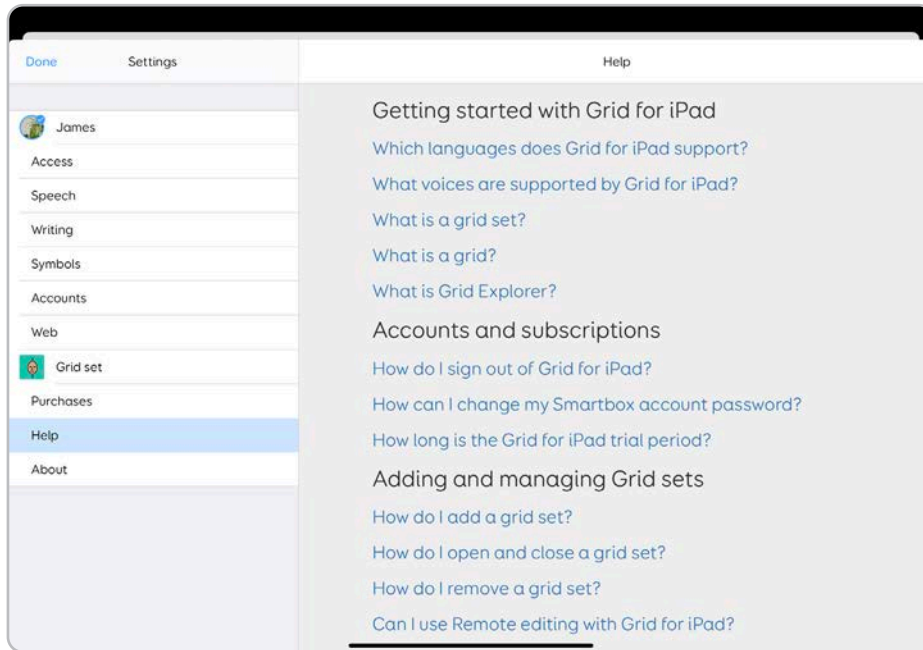 Done
Settings
James
Access
Speech
Writing
Symbols
Accounts
Web
Grid set
Purchases
Help
About
Help
Getting started with Grid for iPad
Which languages does Grid for iPad support?
What voices are supported by Grid for iPad?
What is a grid set?
What is a grid?
What is Grid Explorer?
Accounts and subscriptions
How do I sign out of Grid for iPad?
How can I change my Smartbox account password?
How long is the Grid for iPad trial period?
Adding and managing Grid sets
How do I add a grid set?
How do I open and close a grid set?
How do I remove a grid set?
Can I use Remote editing with Grid for iPad?